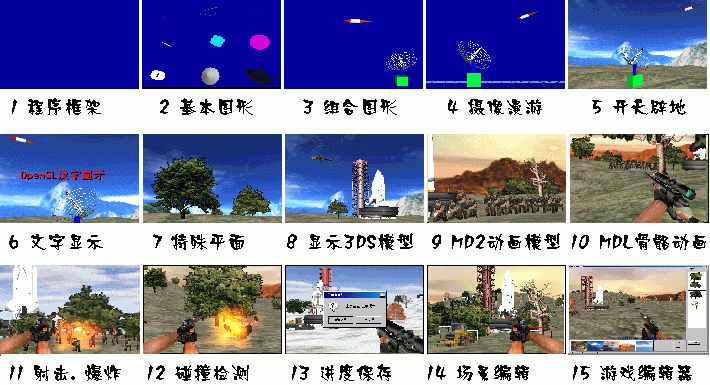 1 程序框架
2 基本图形
3 组合图形
4 摄像漫游
5 开天辟地
OpenGL汉字显示
6 文字显示
7 特殊平面
8 显示3DS模型
9 MD2动画模型
10 MDL骨骼动画
11 射击，爆炸
12 碰撞检测
13 进度保存
14 场景编辑
15 游戏编辑器